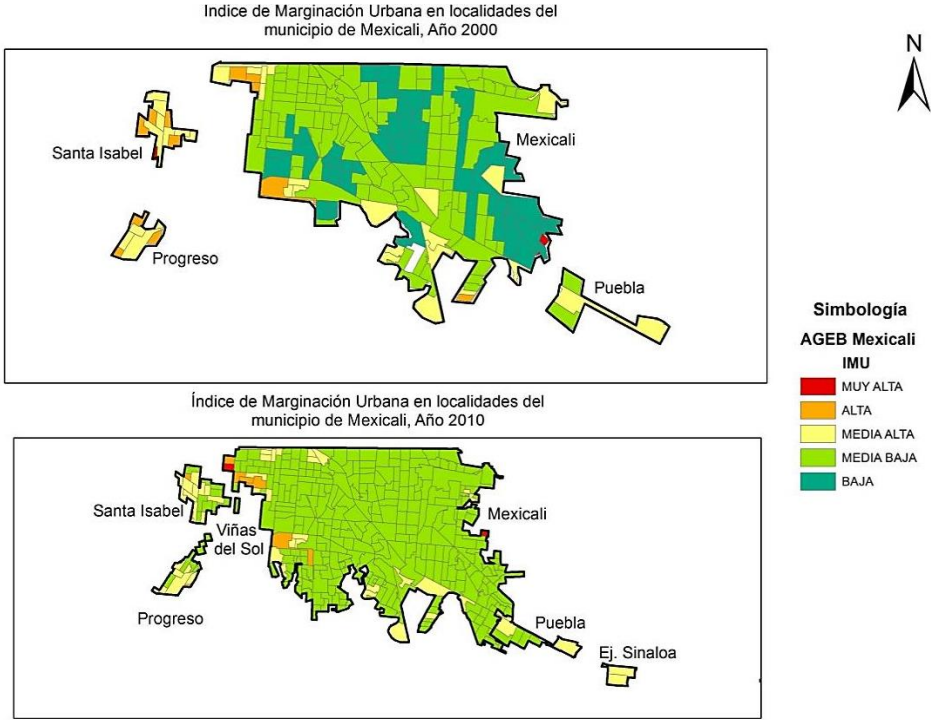 Indice de Marginación Urbana en localidades del
municipio de Mexicali, Año 2000
N
Santa Isabel
Mexicali
Progreso
Puebla
Simbología
AGEB Mexicali
IMU
MUY ALTA
ALTA
MEDIA ALTA
MEDIA BAJA
BAJA
Índice de Marginación Urbana en localidades del
municipio de Mexicali, Año 2010
Santa Isabel
Viñas
del Sol
Mexicali
Progreso
Puebla
Ej. Sinaloa